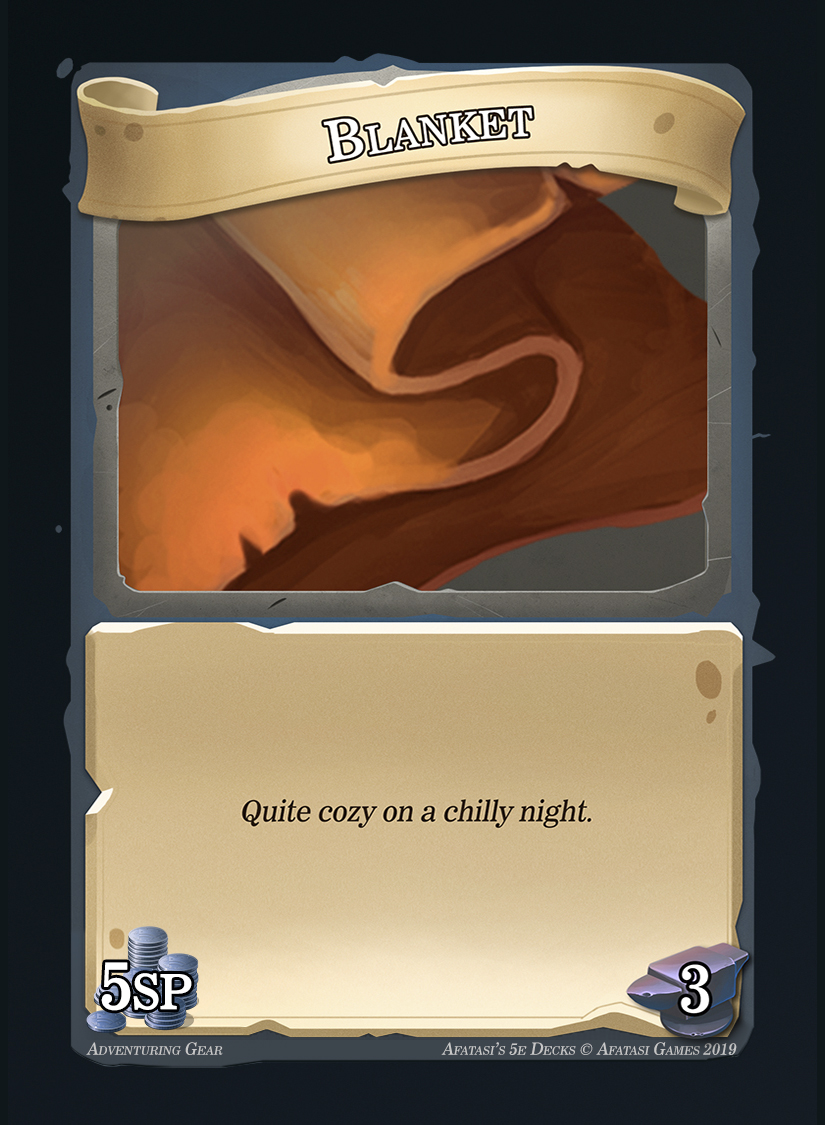 Blanket
Quite cozy on a chilly night.
5SP
3
Adventuring Gear
Afatasi's 5e Decks © Afatasi Games 2019